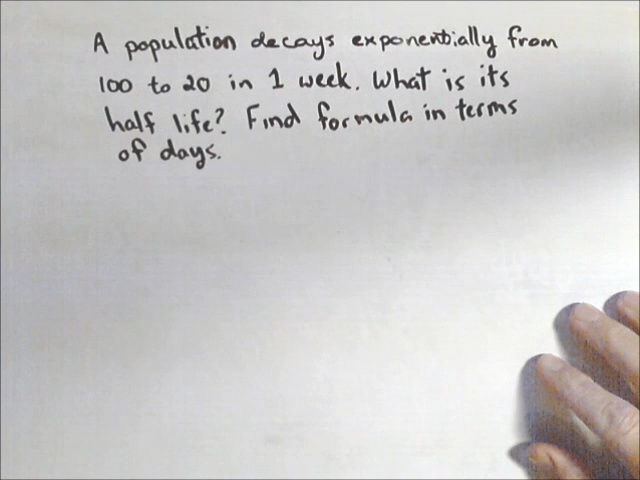 A population decays exponentially from
100 to 20 in 1 week. What is its
half life? Find formula in terms
of days.